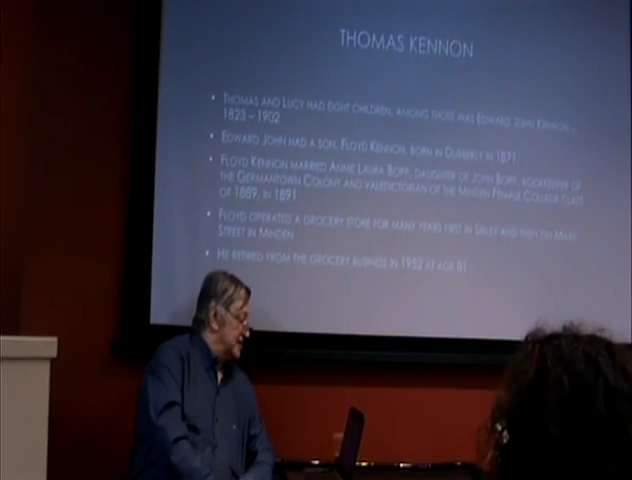 THOMAS KENNON
• THOMAS AND LUCY HAD EIGHT CHILDREN, AMONG THOSE WAS EDWARD JOHN KENNON -
1823 – 1902
• EDWARD JOHN HAD A SON, FLOYD KENNON, BORN IN DUBBERLY IN 1871
• FLOYD KENNON MARRIED ANNIE LAURA BOPP, DAUGHTER OF JOHN BOPP, BOOKKEEPER OF
THE GERMANTOWN COLONY AND VALEDICTORIAN OF THE MINDEN FEMALE COLLEGE CLASS
OF 1889, IN 1891
• FLOYD OPERATED A GROCERY STORE FOR MANY YEARS FIRST IN SIBLEY AND THEN ON MAIN
STREET IN MINDEN
• HE RETIRED FROM THE GROCERY BUSINESS IN 1952 AT AGE 81